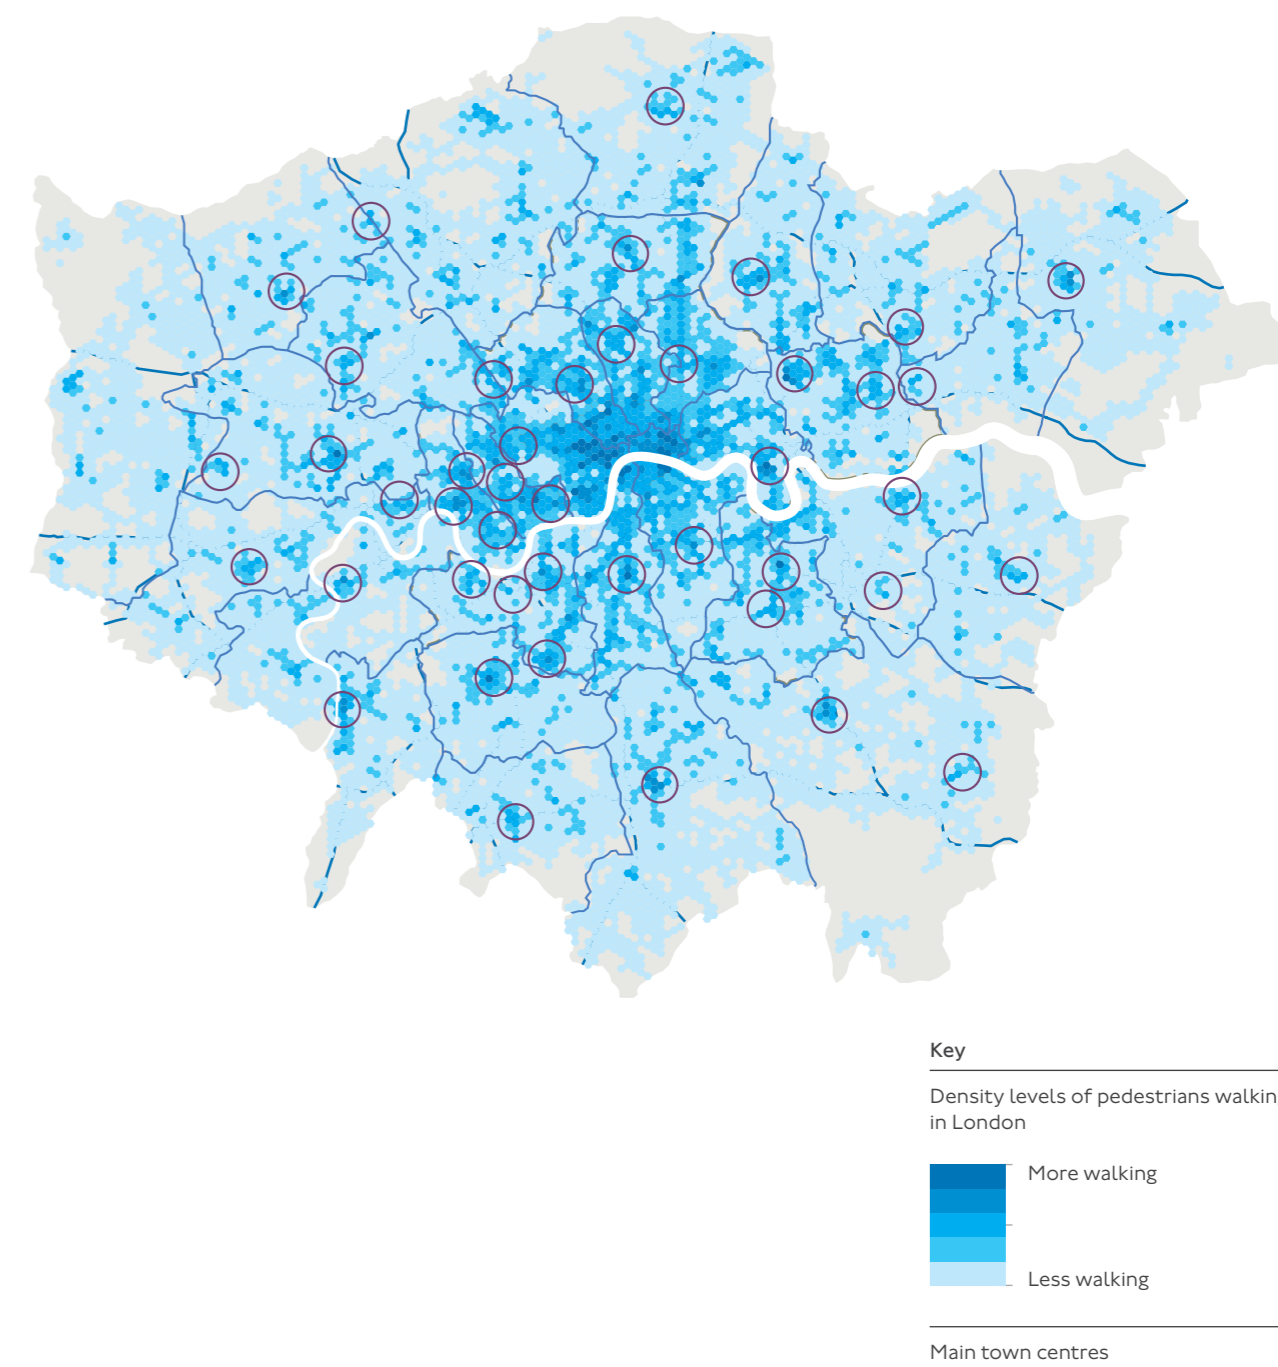 Key
Density levels of pedestrians walkin
in London
More walking
Less walking
Main town centres